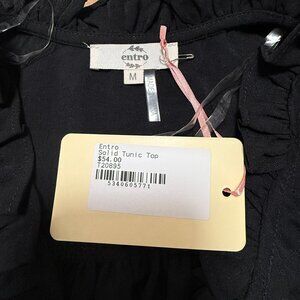 entro
M
Entro
Solid Tunic Top
$54.00
T20895
5340605771